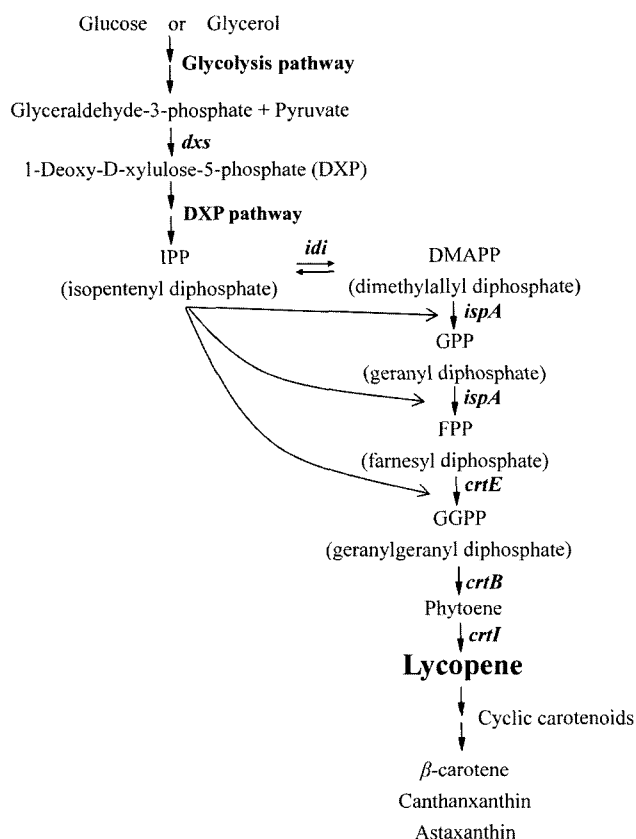 Glucose or Glycerol
Glycolysis pathway
Glyceraldehyde-3-phosphate + Pyruvate
dxs
1-Deoxy-D-xylulose-5-phosphate (DXP)
DXP pathway
IPP
idi
DMAPP
(isopentenyl diphosphate)
(dimethylallyl diphosphate)
ispA
GPP
(geranyl diphosphate)
ispA
FPP
(farnesyl diphosphate)
crtE
GGPP
(geranylgeranyl diphosphate)
crtB
Phytoene
crtI
Lycopene
Cyclic carotenoids
β-carotene
Canthanxanthin
Astaxanthin